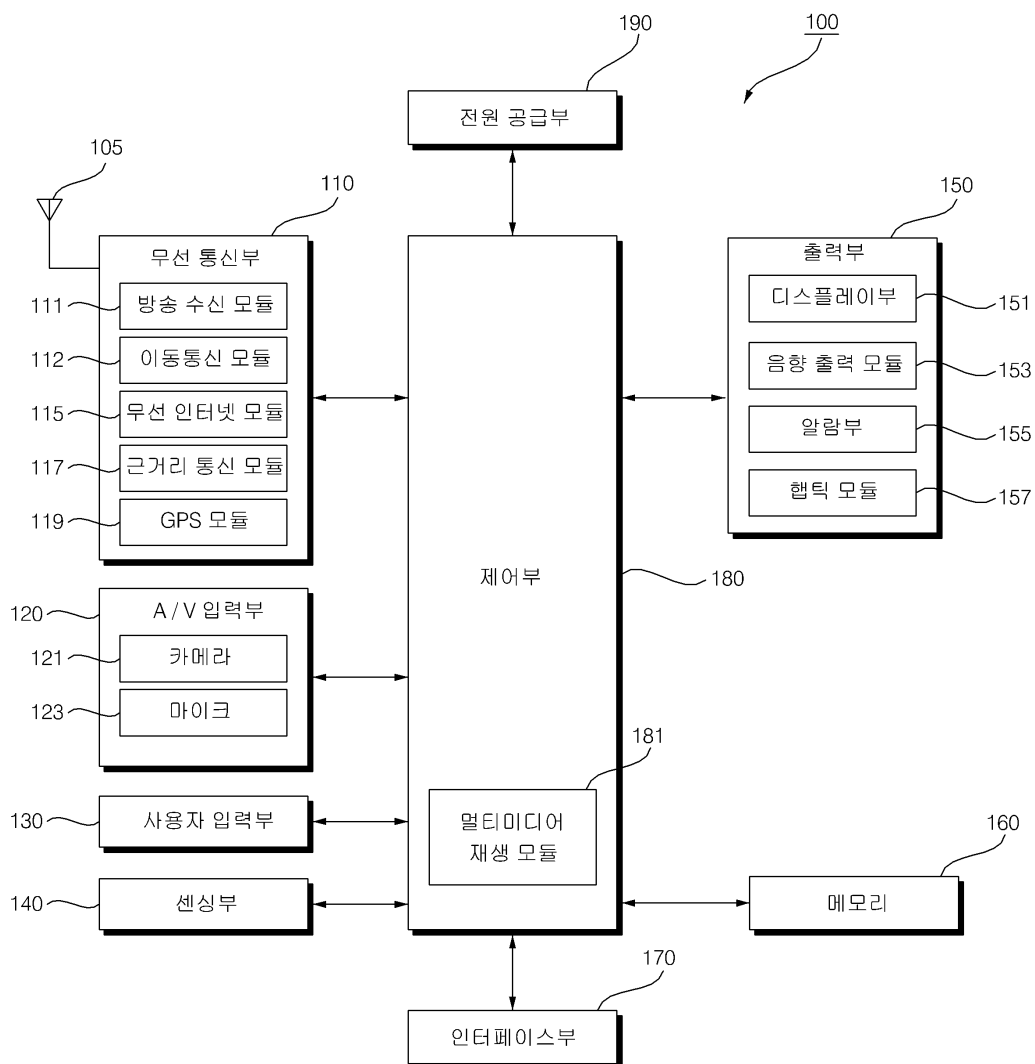 190
100
전원 공급부
105
110
무선 통신부
111
방송 수신 모듈
112
이동통신 모듈
115
무선 인터넷 모듈
117
근거리 통신 모듈
119
GPS 모듈
120
A / V 입력부
121
카메라
123
마이크
130
사용자 입력부
140
센싱부
제어부
180
181
멀티미디어
재생 모듈
150
출력부
디스플레이부
151
음향 출력 모듈
153
알람부
155
햅틱 모듈
157
160
메모리
170
인터페이스부